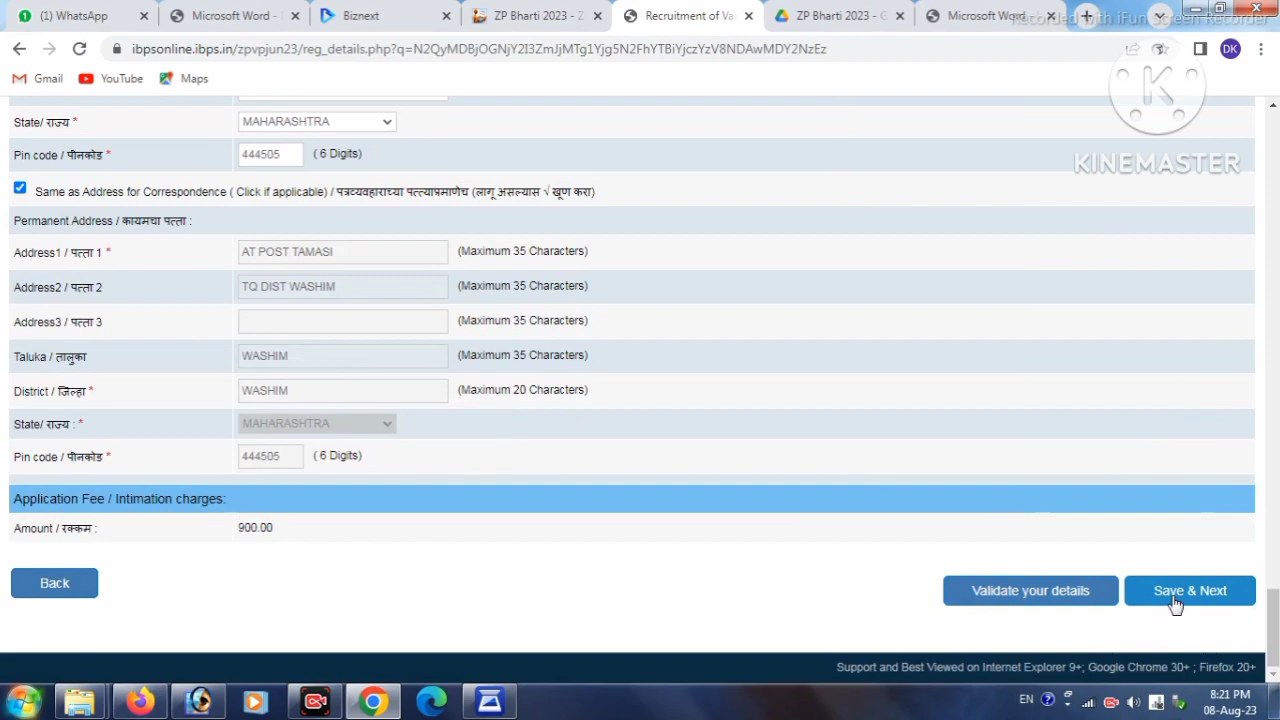 (1) WhatsApp
Microsoft Word -
Biznext
ZP Bharti 2023 -
Recruitment of Va
ZP Bharti 2023 - G
Microsoft Word
Recorded with iFun Screen Recorder
ibpsonline.ibps.in/zpvpjun23/reg_details.php?q=N2QyMDBjOGNjY2I3ZmJjMTg1Yjg5N2FhYTBiYjczYzV8NDAwMDY2NzEz
DK
Gmail
YouTube
Maps
K
KINEMASTER
State/ राज्य *
MAHARASHTRA
Pin code / पीनकोड *
444505
( 6 Digits)
Same as Address for Correspondence ( Click if applicable) / पत्रव्यवहाराच्या पत्त्याप्रमाणेच (लागू असल्यास √ खूण करा)
Permanent Address / कायमचा पत्ता :
Address1 / पत्ता 1 *
AT POST TAMASI
(Maximum 35 Characters)
Address2 / पत्ता 2
TQ DIST WASHIM
(Maximum 35 Characters)
Address3 / पत्ता 3
(Maximum 35 Characters)
Taluka / तालुका
WASHIM
(Maximum 35 Characters)
District / जिल्हा *
WASHIM
(Maximum 20 Characters)
State/ राज्य : *
MAHARASHTRA
Pin code / पीनकोड *
444505
( 6 Digits)
Application Fee / Intimation charges:
Amount / रक्कम :
900.00
Back
Validate your details
Save & Next
Support and Best Viewed on Internet Explorer 9+; Google Chrome 30+ ; Firefox 20+
EN
8:21 PM
08-Aug-23